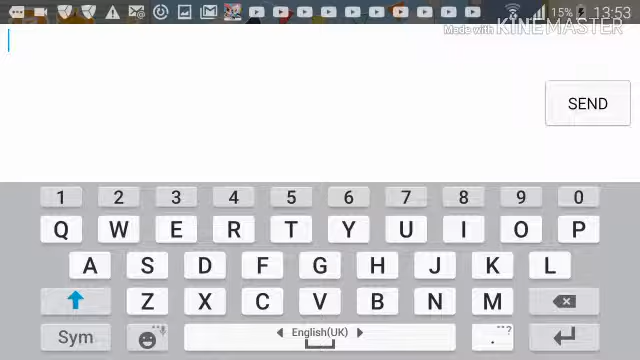 15% 13:53
Made with KINEMASTER
SEND
1 2 3 4 5 6 7 8 9 0
Q W E R T Y U I O P
A S D F G H J K L
Z X C V B N M
Sym English(UK) . ?